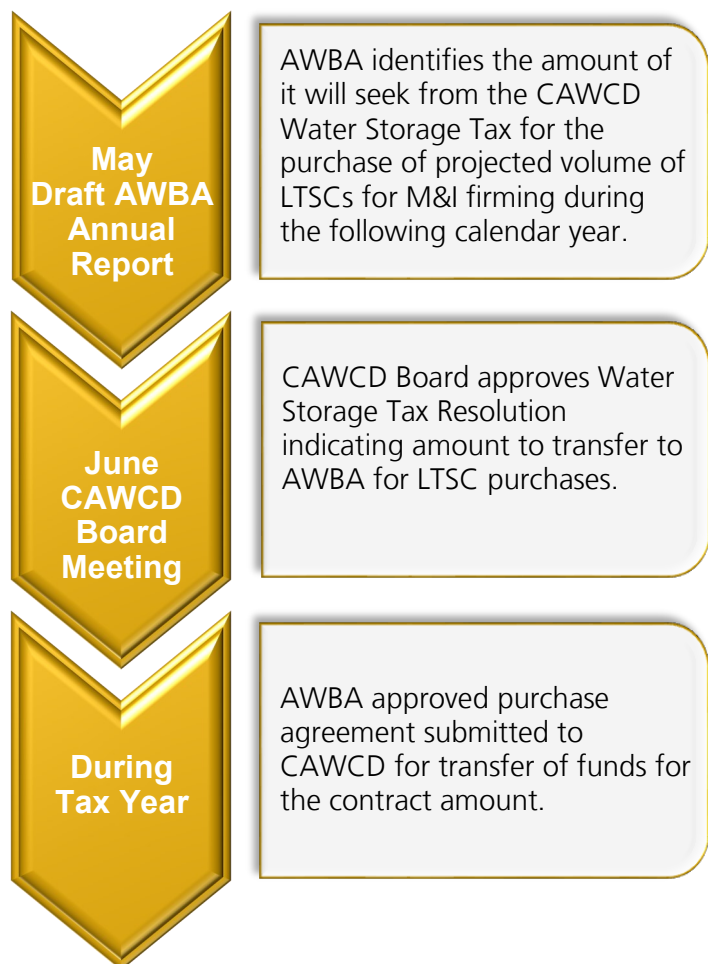 May
Draft AWBA
Annual
Report
AWBA identifies the amount of
it will seek from the CAWCD
Water Storage Tax for the
purchase of projected volume of
LTSCs for M&I firming during
the following calendar year.
June
CAWCD
Board
Meeting
CAWCD Board approves Water
Storage Tax Resolution
indicating amount to transfer to
AWBA for LTSC purchases.
During
Tax Year
AWBA approved purchase
agreement submitted to
CAWCD for transfer of funds for
the contract amount.